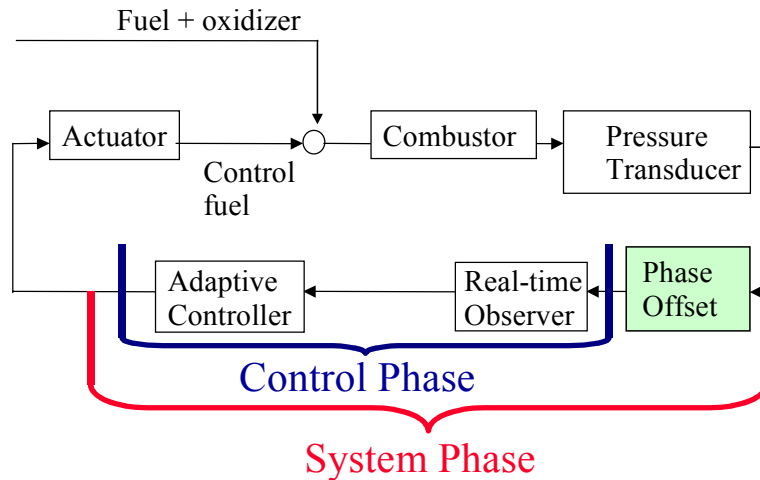 Fuel + oxidizer
Actuator
Combustor
Pressure
Transducer
Control
fuel
Adaptive
Controller
Real-time
Observer
Phase
Offset
Control Phase
System Phase